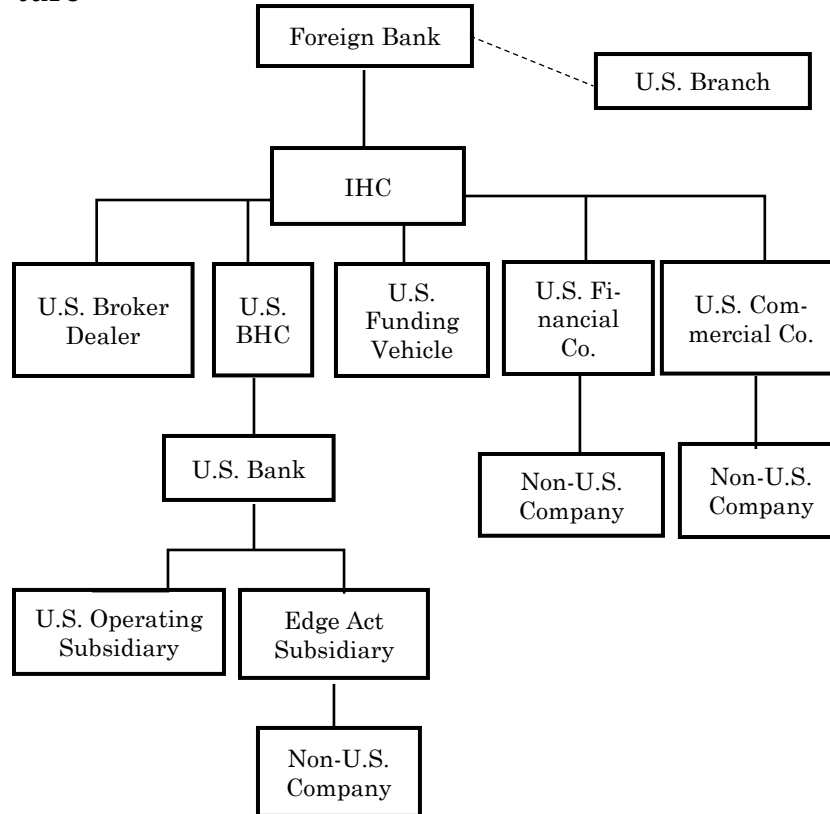 Foreign Bank
U.S. Branch
IHC
U.S. Broker
Dealer
U.S.
BHC
U.S.
Funding
Vehicle
U.S. Fi-
nancial
Co.
U.S. Com-
mercial Co.
U.S. Bank
Non-U.S.
Company
Non-U.S.
Company
U.S. Operating
Subsidiary
Edge Act
Subsidiary
Non-U.S.
Company